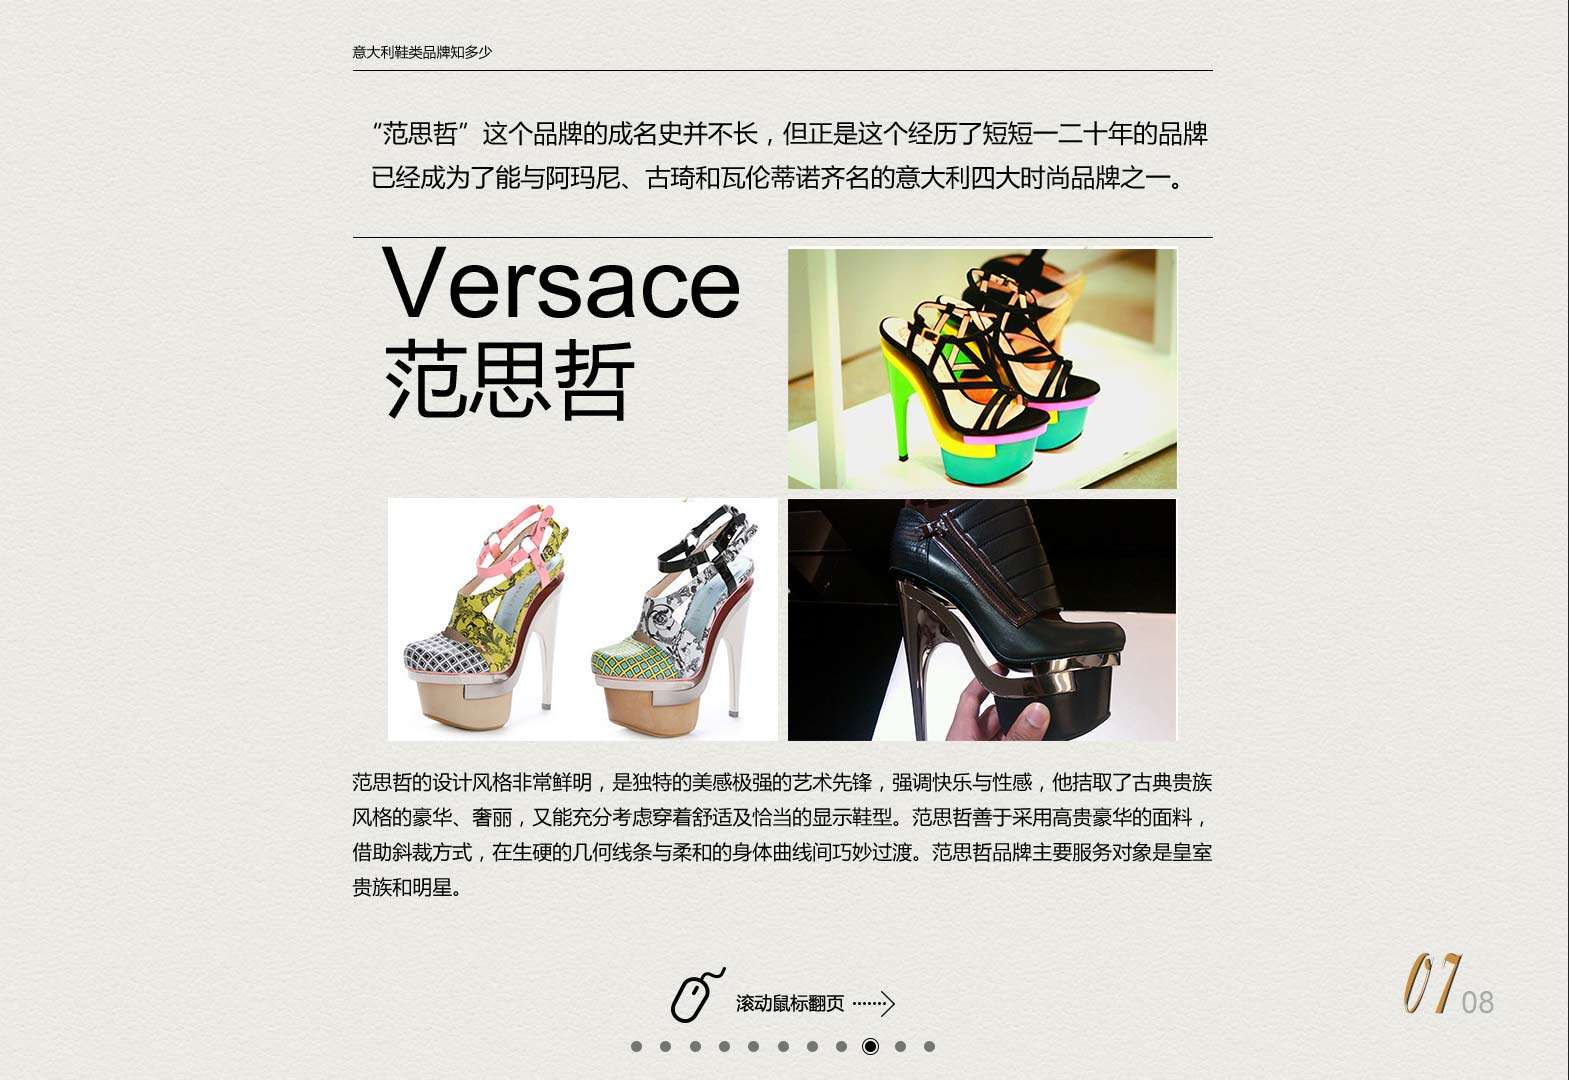 意大利鞋类品牌知多少
“范思哲”这个品牌的成名史并不长，但正是这个经历了短短一二十年的品牌
已经成为了能与阿玛尼、古琦和瓦伦蒂诺齐名的意大利四大时尚品牌之一。
Versace
范思哲
范思哲的设计风格非常鲜明，是独特的美感极强的艺术先锋，强调快乐与性感，他拮取了古典贵族
风格的豪华、奢丽，又能充分考虑穿着舒适及恰当的显示鞋型。范思哲善于采用高贵豪华的面料，
借助斜裁方式，在生硬的几何线条与柔和的身体曲线间巧妙过渡。范思哲品牌主要服务对象是皇室
贵族和明星。
滚动鼠标翻页
07 08